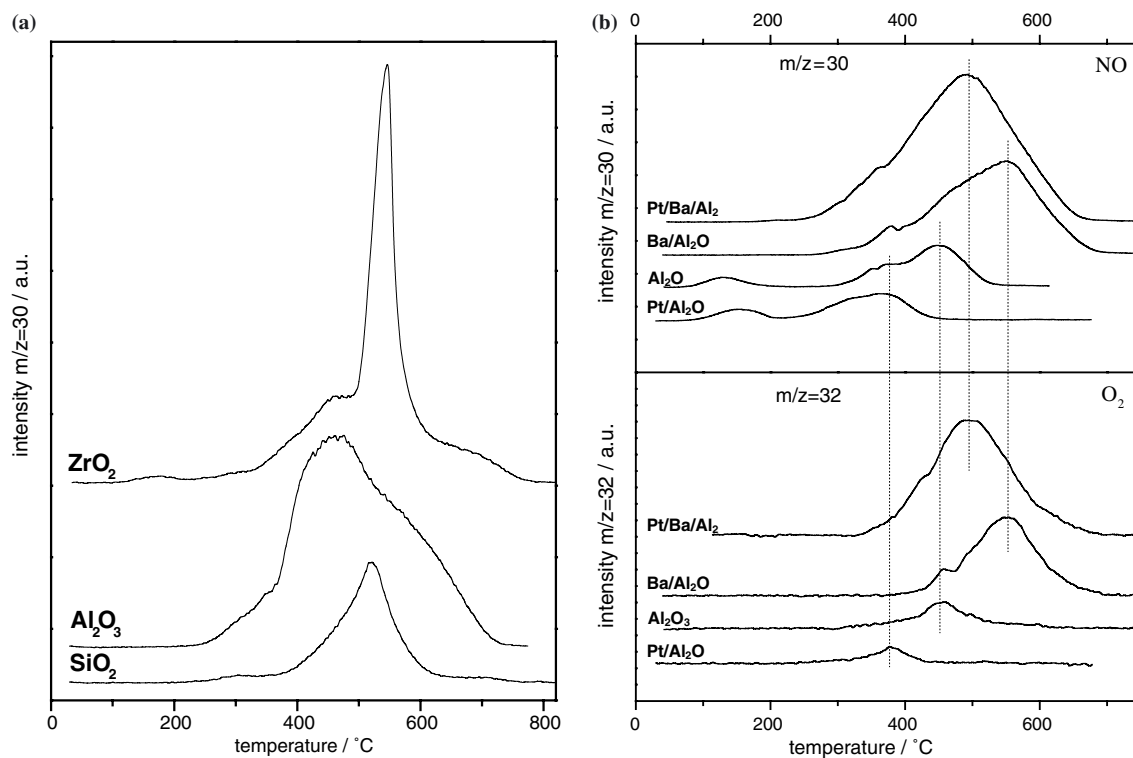 (a)
intensity m/z=30 / a.u.
ZrO₂
Al₂O₃
SiO₂
0 200 400 600 800
temperature / ˚C
(b)
0 200 400 600
m/z=30 NO
intensity m/z=30 / a.u.
Pt/Ba/Al₂
Ba/Al₂O
Al₂O
Pt/Al₂O
m/z=32 O₂
intensity m/z=32 / a.u.
Pt/Ba/Al₂
Ba/Al₂O
Al₂O₃
Pt/Al₂O
0 200 400 600
temperature / ˚C